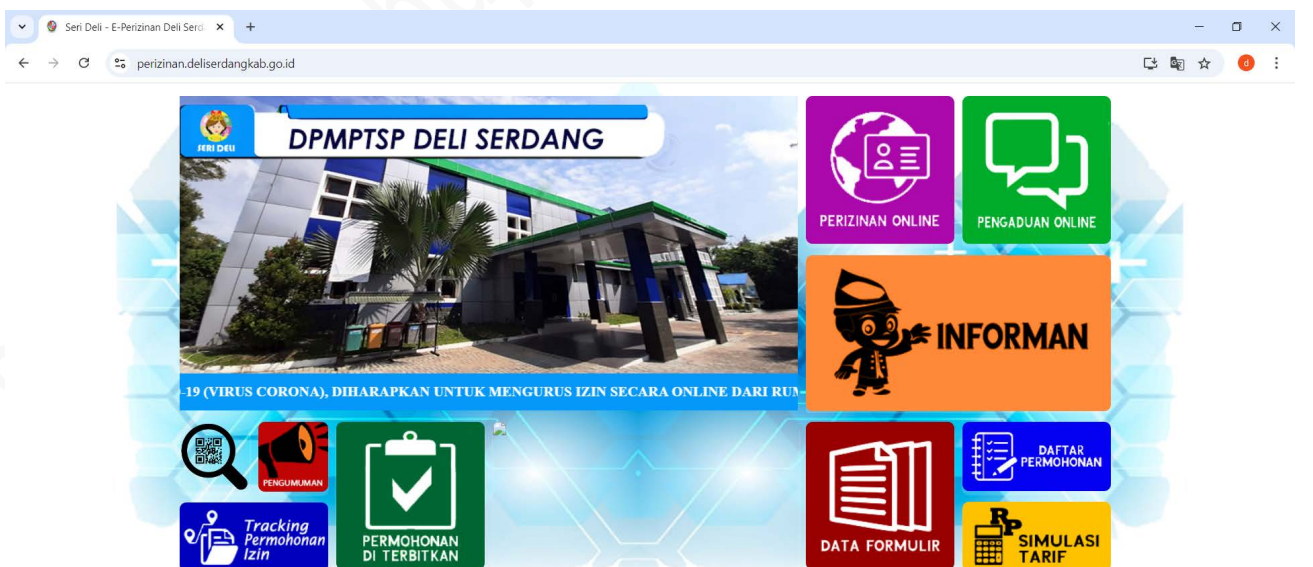 Seri Deli - E-Perizinan Deli Serd
perizinan.deliserdangkab.go.id
d
SERI DELI
DPMPTSP DELI SERDANG
PERIZINAN ONLINE
PENGADUAN ONLINE
INFORMAN
-19 (VIRUS CORONA), DIHARAPKAN UNTUK MENGURUS IZIN SECARA ONLINE DARI RUM
PENGUMUMAN
Tracking
Permohonan
Izin
PERMOHONAN
DI TERBITKAN
DATA FORMULIR
DAFTAR
PERMOHONAN
RP
SIMULASI
TARIF